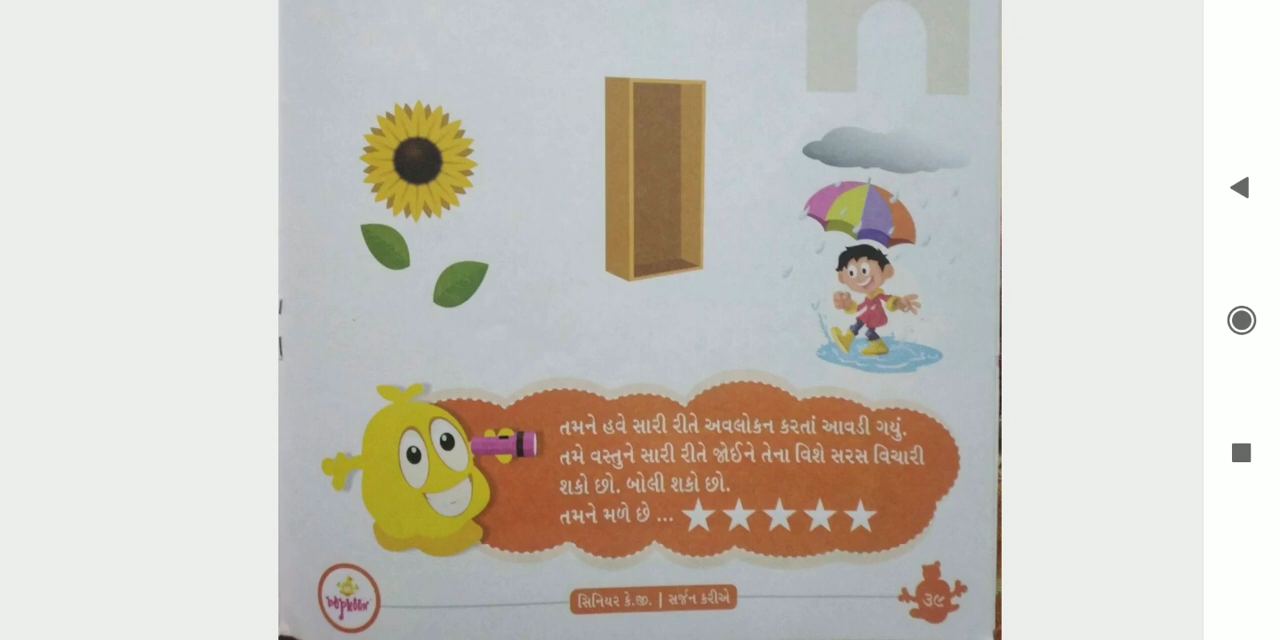 તમને હવે સારી રીતે અવલોકન કરતાં આવડી ગયું.
તમે વસ્તુને સારી રીતે જોઈને તેના વિશે સરસ વિચારી
શકો છો. બોલી શકો છો.
તમને મળે છે ...
સિનિયર કે.જી. | સર્જન કરીએ
૩૯